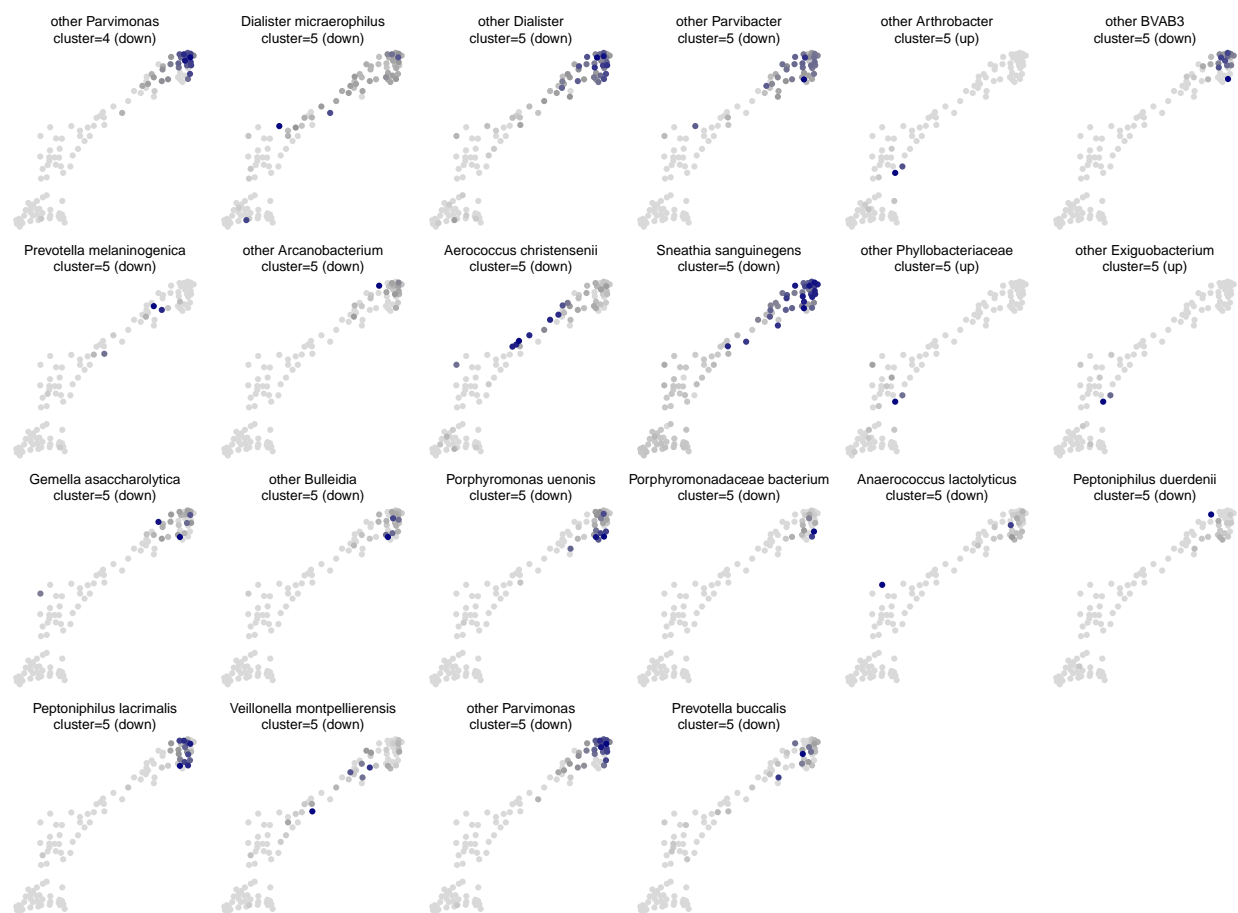 other Parvimonas
cluster=4 (down)
Dialister micraerophilus
cluster=5 (down)
other Dialister
cluster=5 (down)
other Parvibacter
cluster=5 (down)
other Arthrobacter
cluster=5 (up)
other BVAB3
cluster=5 (down)
Prevotella melaninogenica
cluster=5 (down)
other Arcanobacterium
cluster=5 (down)
Aerococcus christensenii
cluster=5 (down)
Sneathia sanguinegens
cluster=5 (down)
other Phyllobacteriaceae
cluster=5 (up)
other Exiguobacterium
cluster=5 (up)
Gemella asaccharolytica
cluster=5 (down)
other Bulleidia
cluster=5 (down)
Porphyromonas uenonis
cluster=5 (down)
Porphyromonadaceae bacterium
cluster=5 (down)
Anaerococcus lactolyticus
cluster=5 (down)
Peptoniphilus duerdenii
cluster=5 (down)
Peptoniphilus lacrimalis
cluster=5 (down)
Veillonella montpellierensis
cluster=5 (down)
other Parvimonas
cluster=5 (down)
Prevotella buccalis
cluster=5 (down)